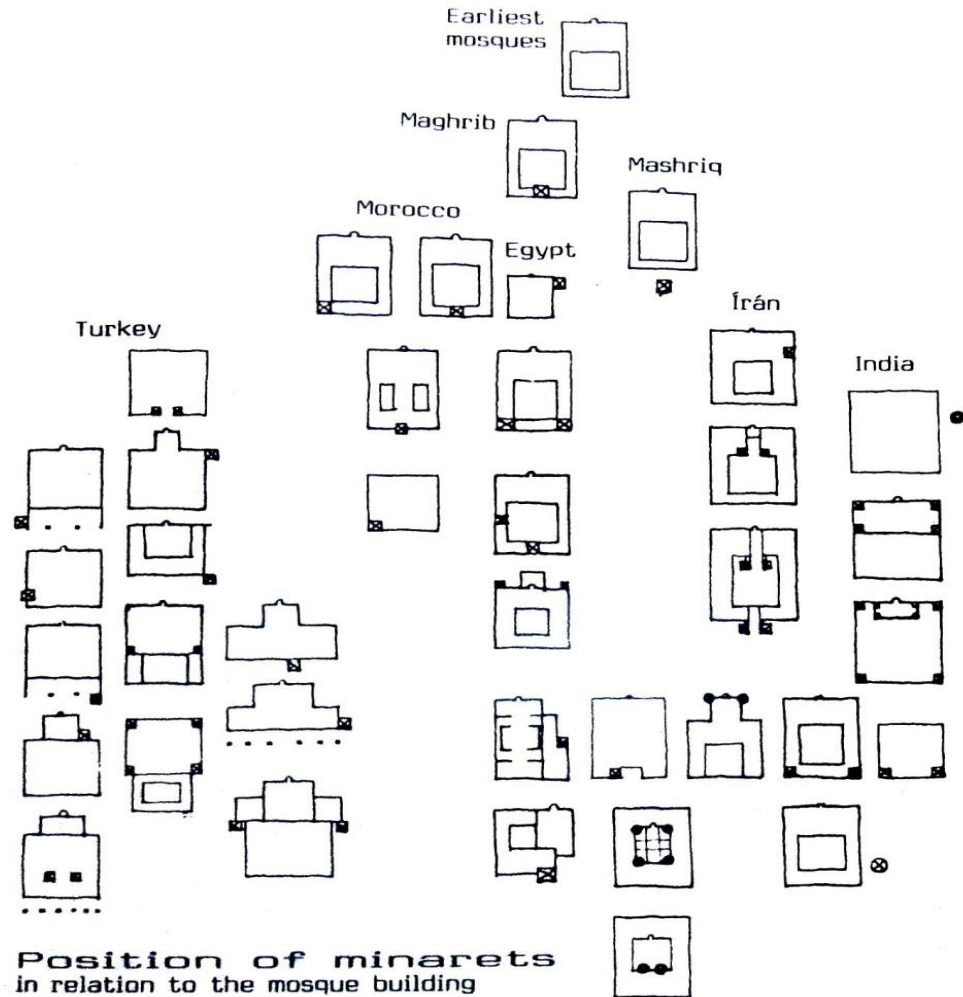 Earliest
mosques
Maghrib
Mashriq
Morocco
Egypt
Írán
Turkey
India
Position of minarets
in relation to the mosque building